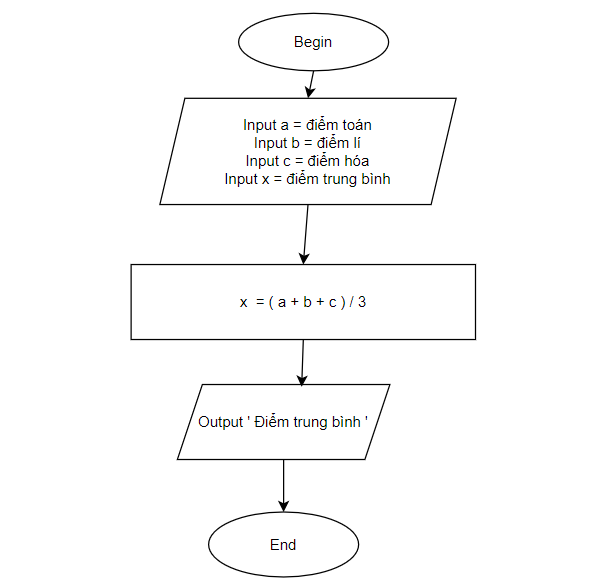 Begin
Input a = điểm toán
Input b = điểm lí
Input c = điểm hóa
Input x = điểm trung bình
x = ( a + b + c ) / 3
Output ' Điểm trung bình '
End